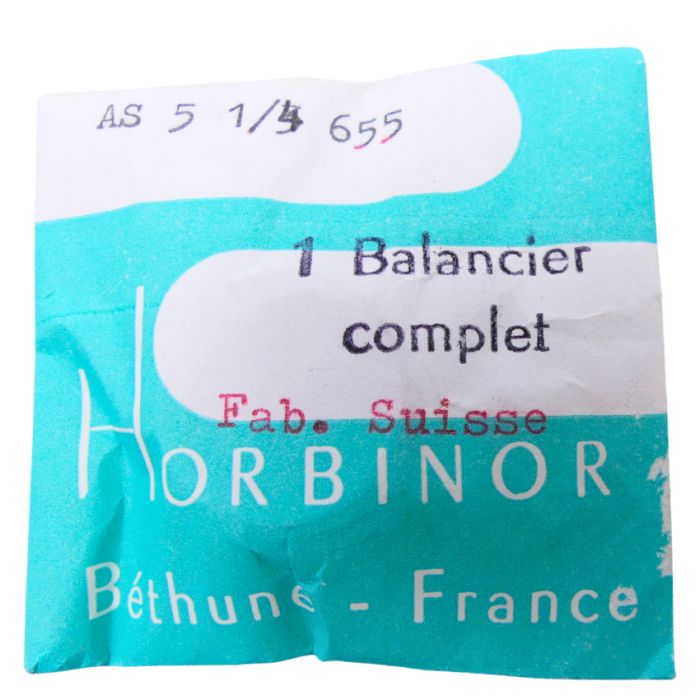 AS 5 1/4 655
1 Balancier
complet
Fab. Suisse
HORBINOR
Béthune - France